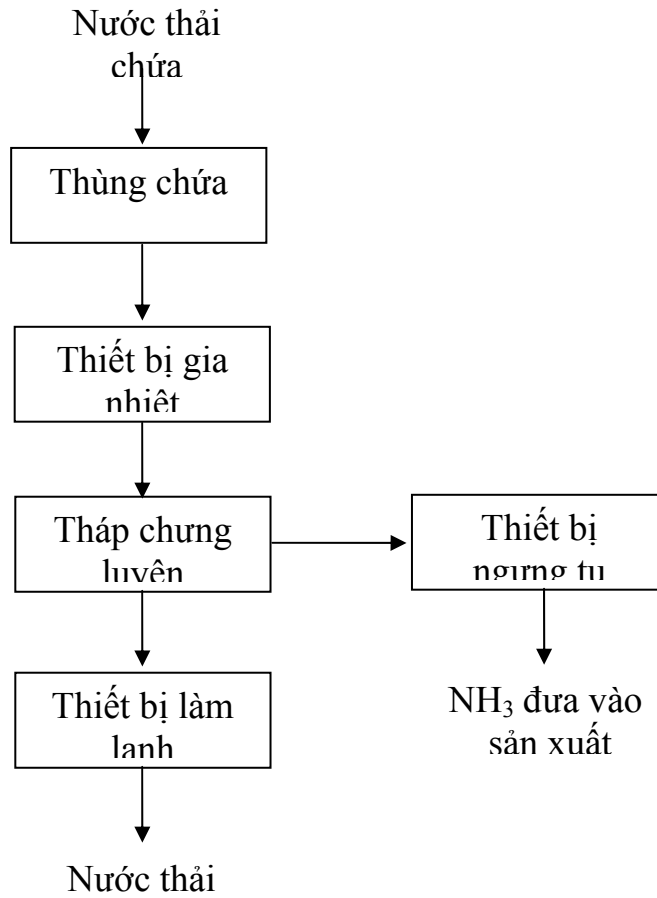 Nước thải
chứa
Thùng chứa
Thiết bị gia
nhiệt
Tháp chưng
luyện
Thiết bị
ngưng tụ
Thiết bị làm
lạnh
NH₃ đưa vào
sản xuất
Nước thải